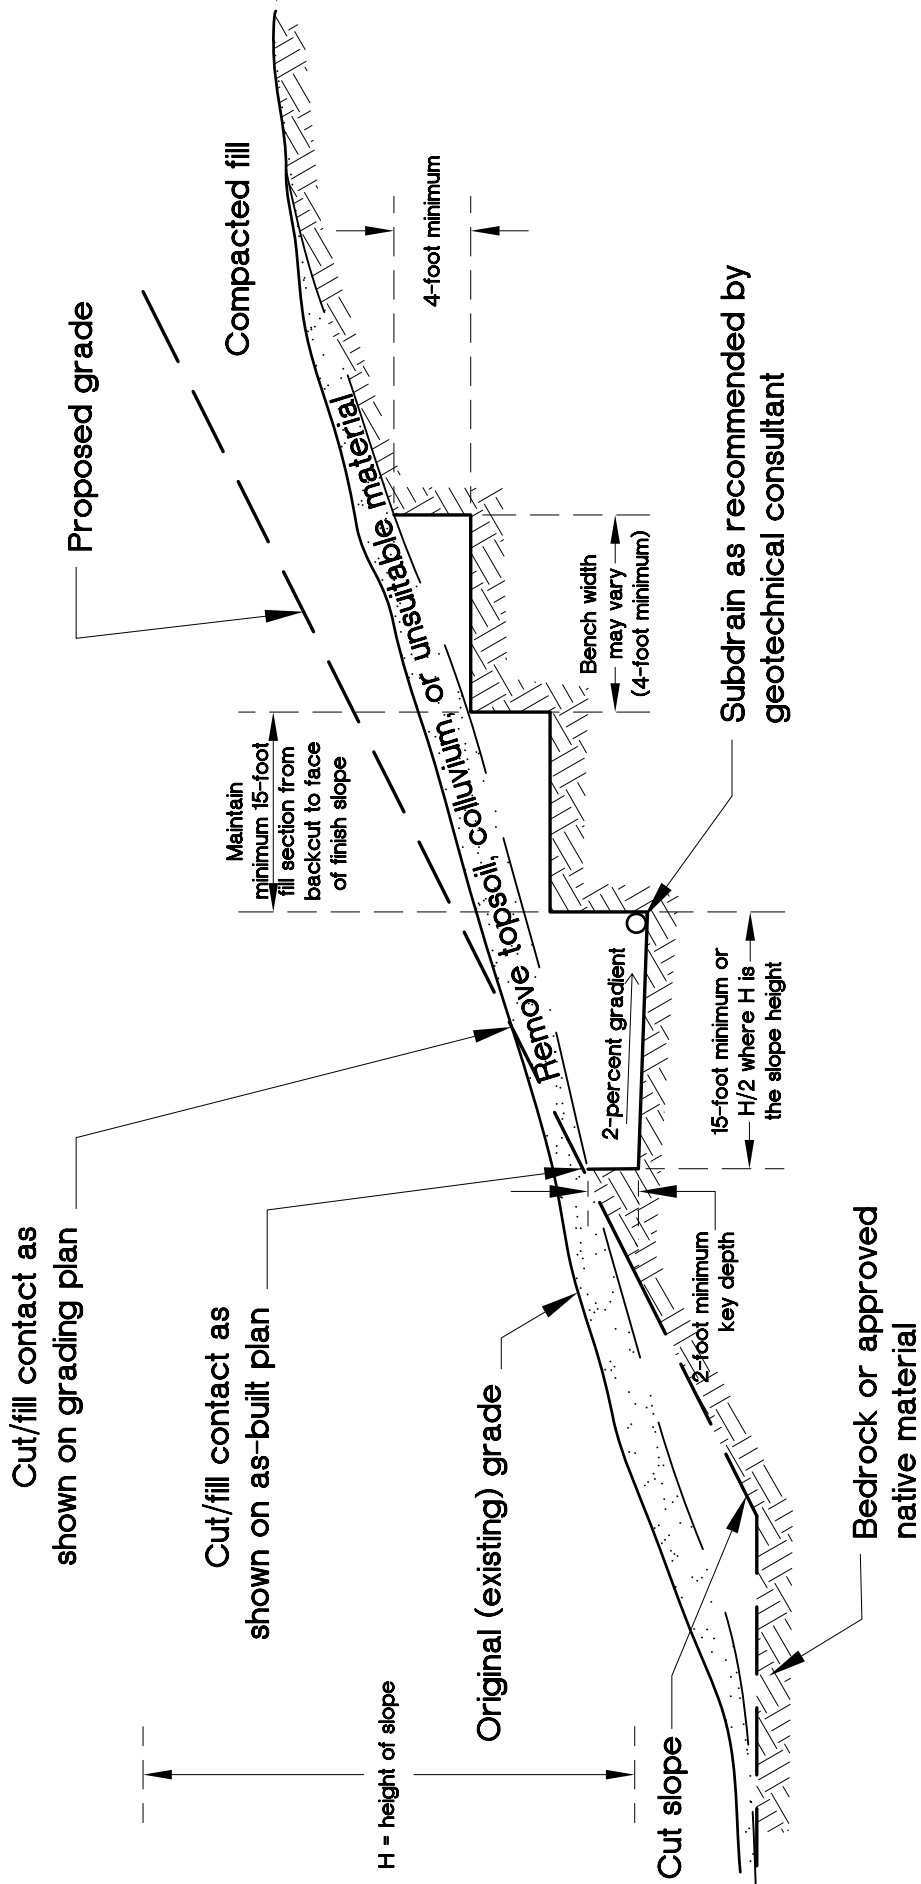 Cut/fill contact as
shown on grading plan
Cut/fill contact as
shown on as-built plan
Original (existing) grade
H = height of slope
Cut slope
Bedrock or approved
native material
2-foot minimum
key depth
Maintain
minimum 15-foot
fill section from
backcut to face
of finish slope
Proposed grade
Compacted fill
Remove topsoil, colluvium, or unsuitable material
4-foot minimum
Bench width
may vary
(4-foot minimum)
2-percent gradient
15-foot minimum or
H/2 where H is
the slope height
Subdrain as recommended by
geotechnical consultant